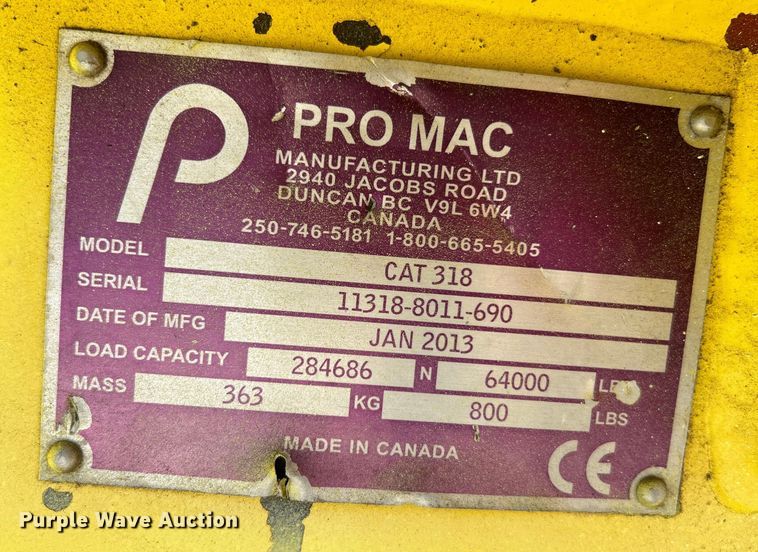 PRO MAC
MANUFACTURING LTD
2940 JACOBS ROAD
DUNCAN BC V9L 6W4
CANADA
250-746-5181 1-800-665-5405
MODEL CAT 318
SERIAL 11318-8011-690
DATE OF MFG JAN 2013
LOAD CAPACITY 284686 N 64000 LBS
MASS 363 KG 800 LBS
MADE IN CANADA CE
Purple Wave Auction